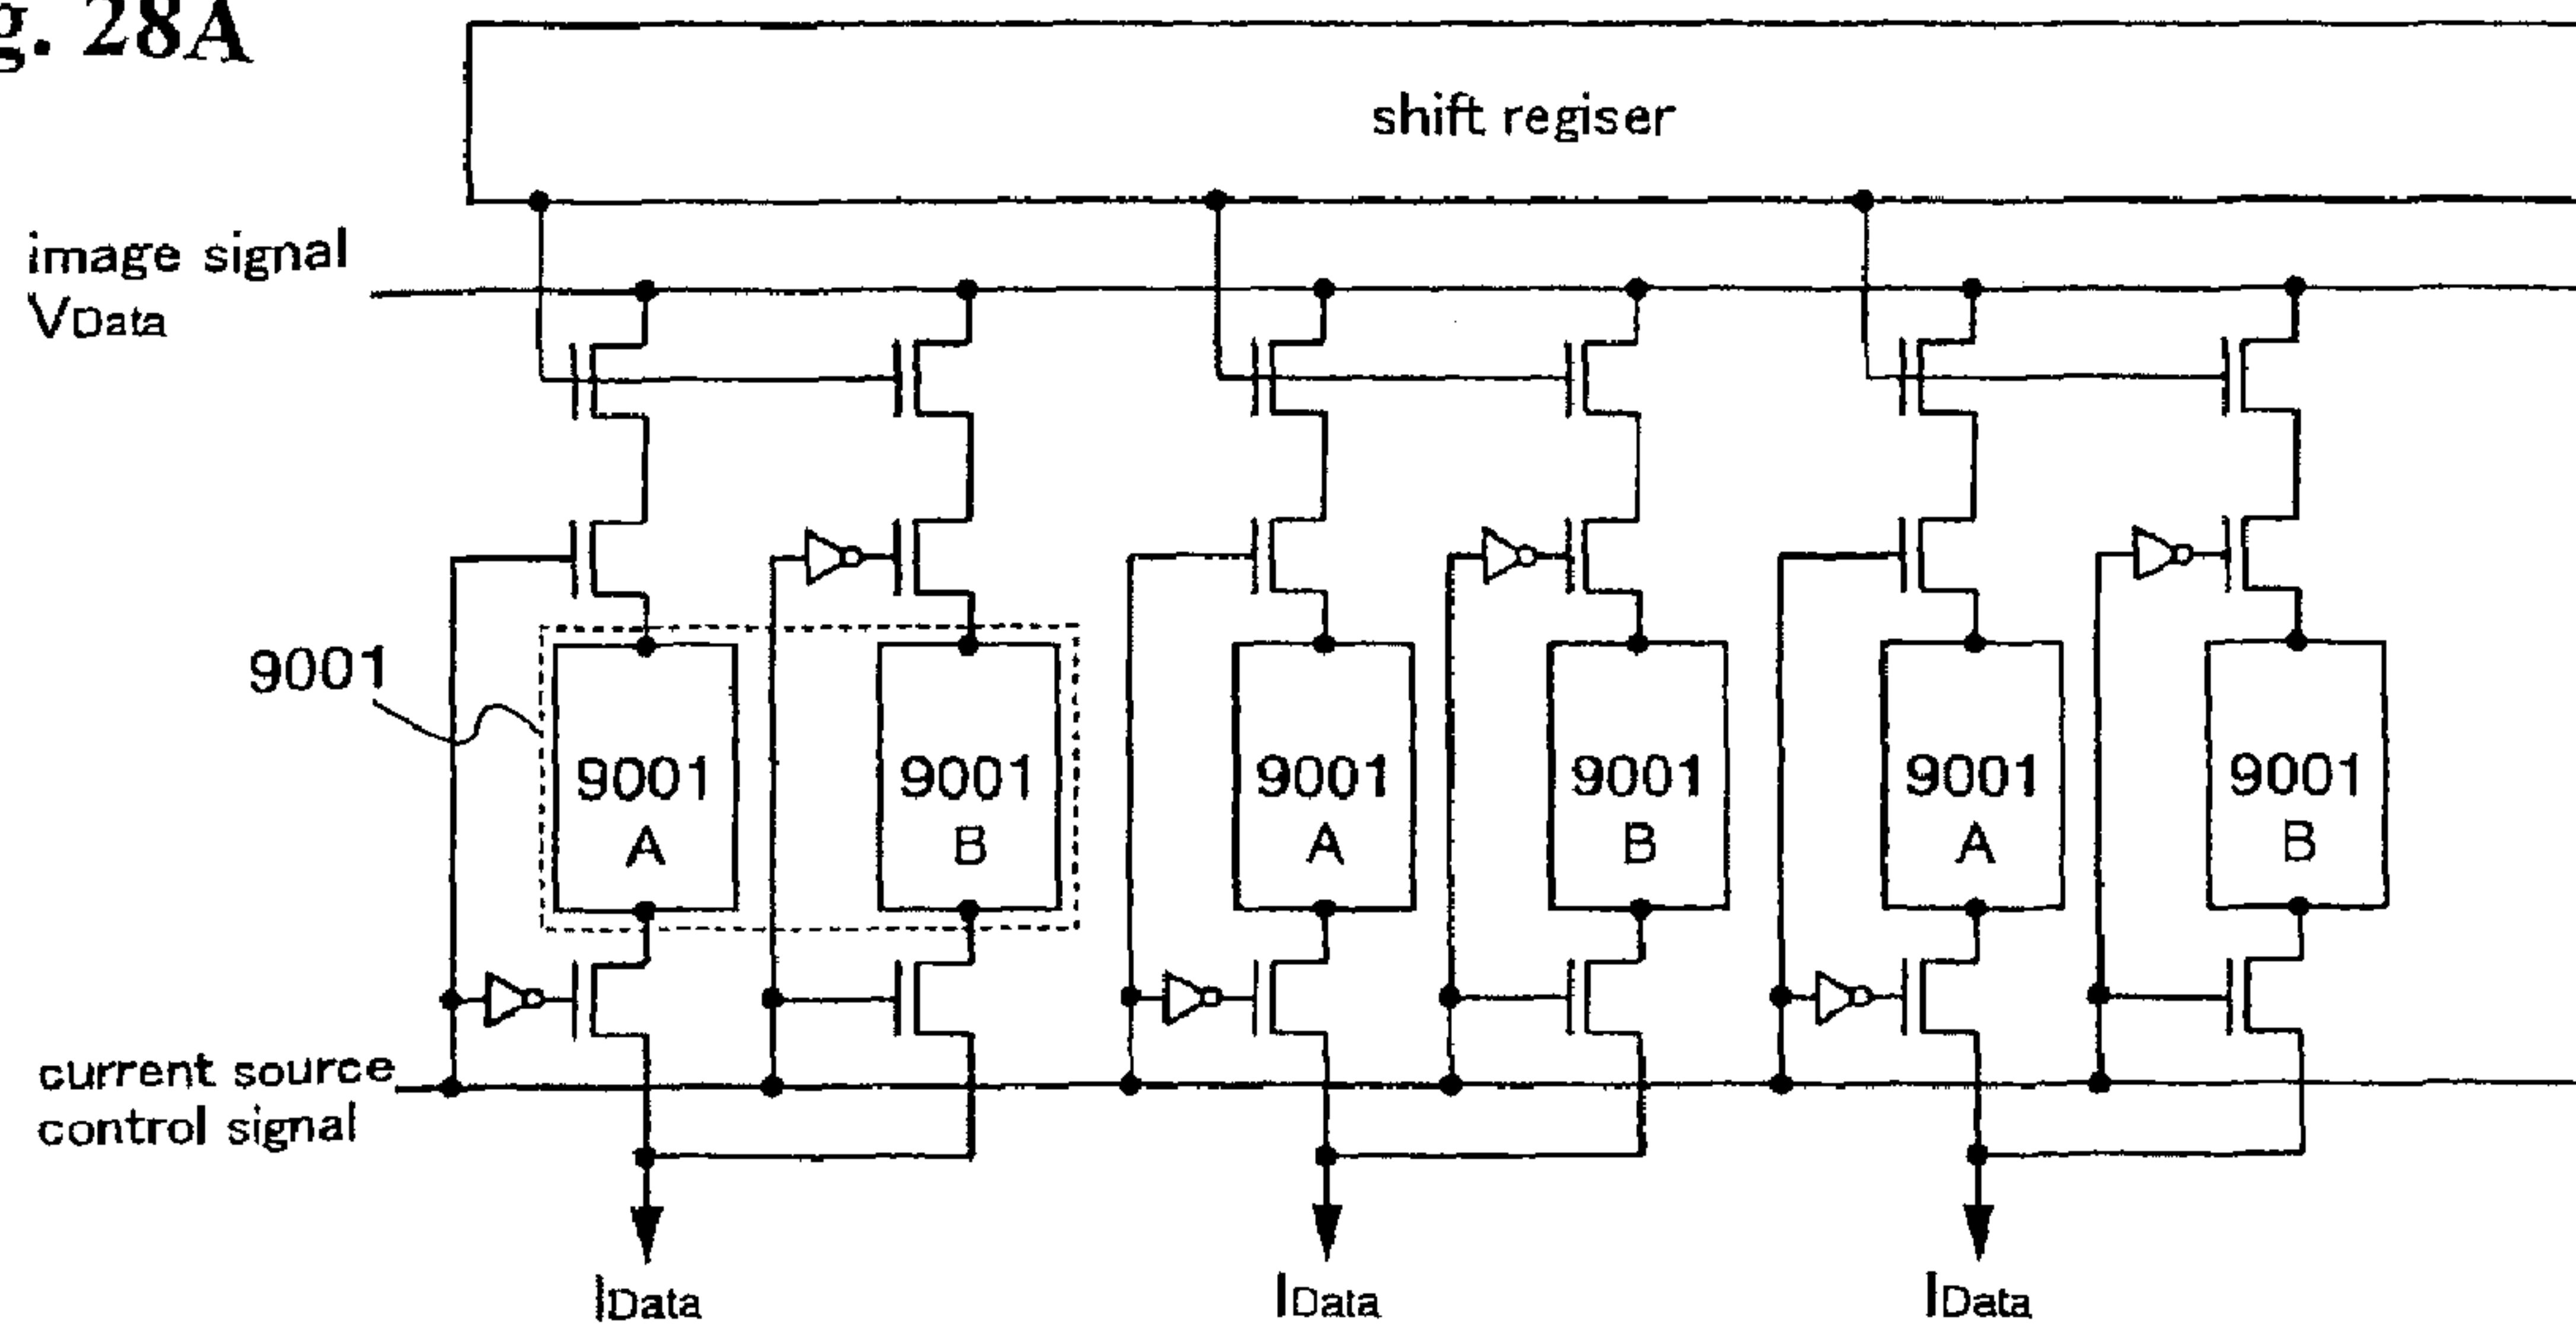 g. 28A
shift regiser
image signal
VData
9001
9001
A
9001
B
9001
A
9001
B
9001
A
9001
B
current source
control signal
IData
IData
IData